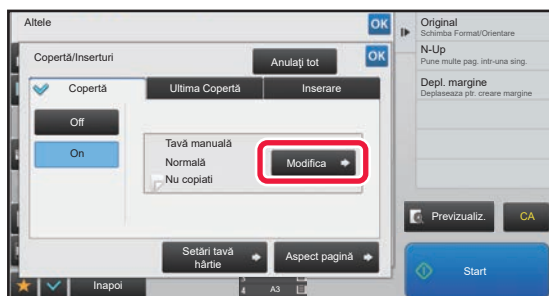 Altele
OK
Copertă/Inserturi
Anulaţi tot
OK
Copertă
Ultima Copertă
Inserare
Off
On
Tavă manuală
Normală
Nu copiati
Modifica
Setări tavă
hârtie
Aspect pagină
Inapoi
4 A3
Original
Schimba Format/Orientare
N-Up
Pune multe pag. intr-una sing.
Depl. margine
Deplaseaza ptr. creare margine
Previzualiz.
CA
Start